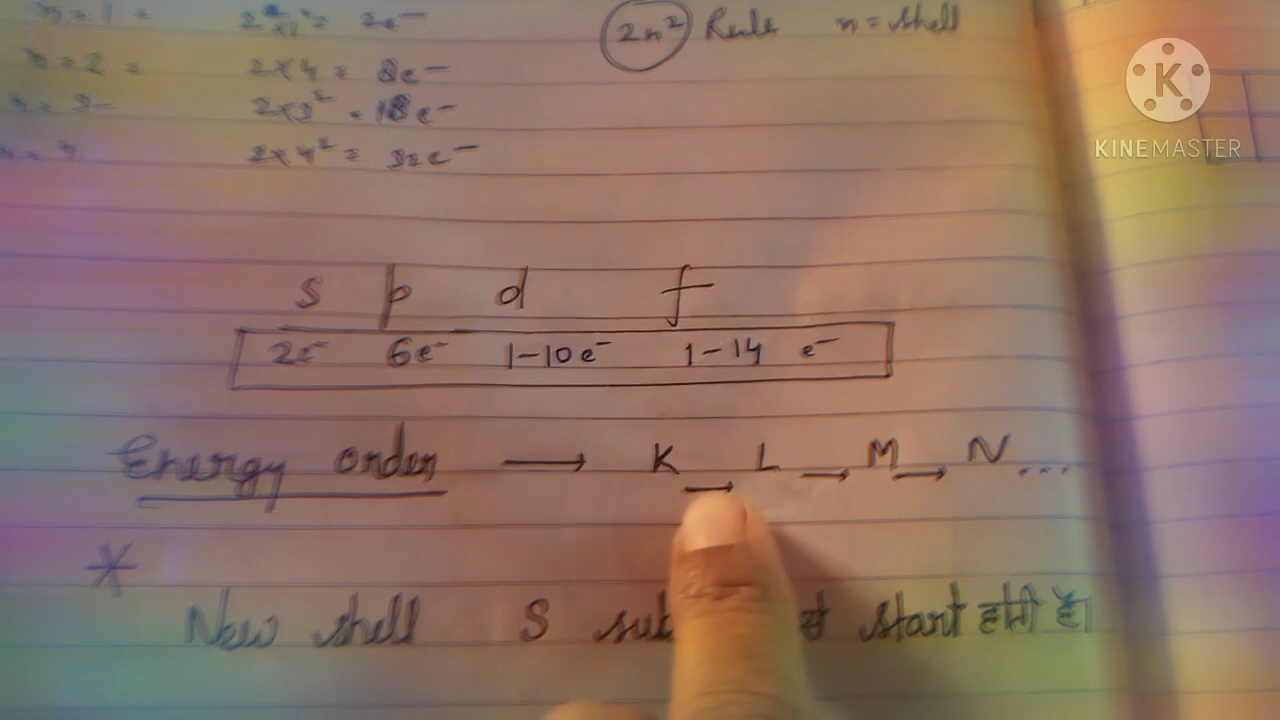 n=1 2×1²= 2e⁻ 2n² Rule n = shell
n=2 = 2×4 = 8e⁻
n=3- 2×3² = 18e⁻
n=4 2×4² = 32e⁻
KINEMASTER
s p d f
2e⁻ 6e⁻ 1-10e⁻ 1-14 e⁻
Energy order → K → L → M → N ...
*
New shell S start होती है।